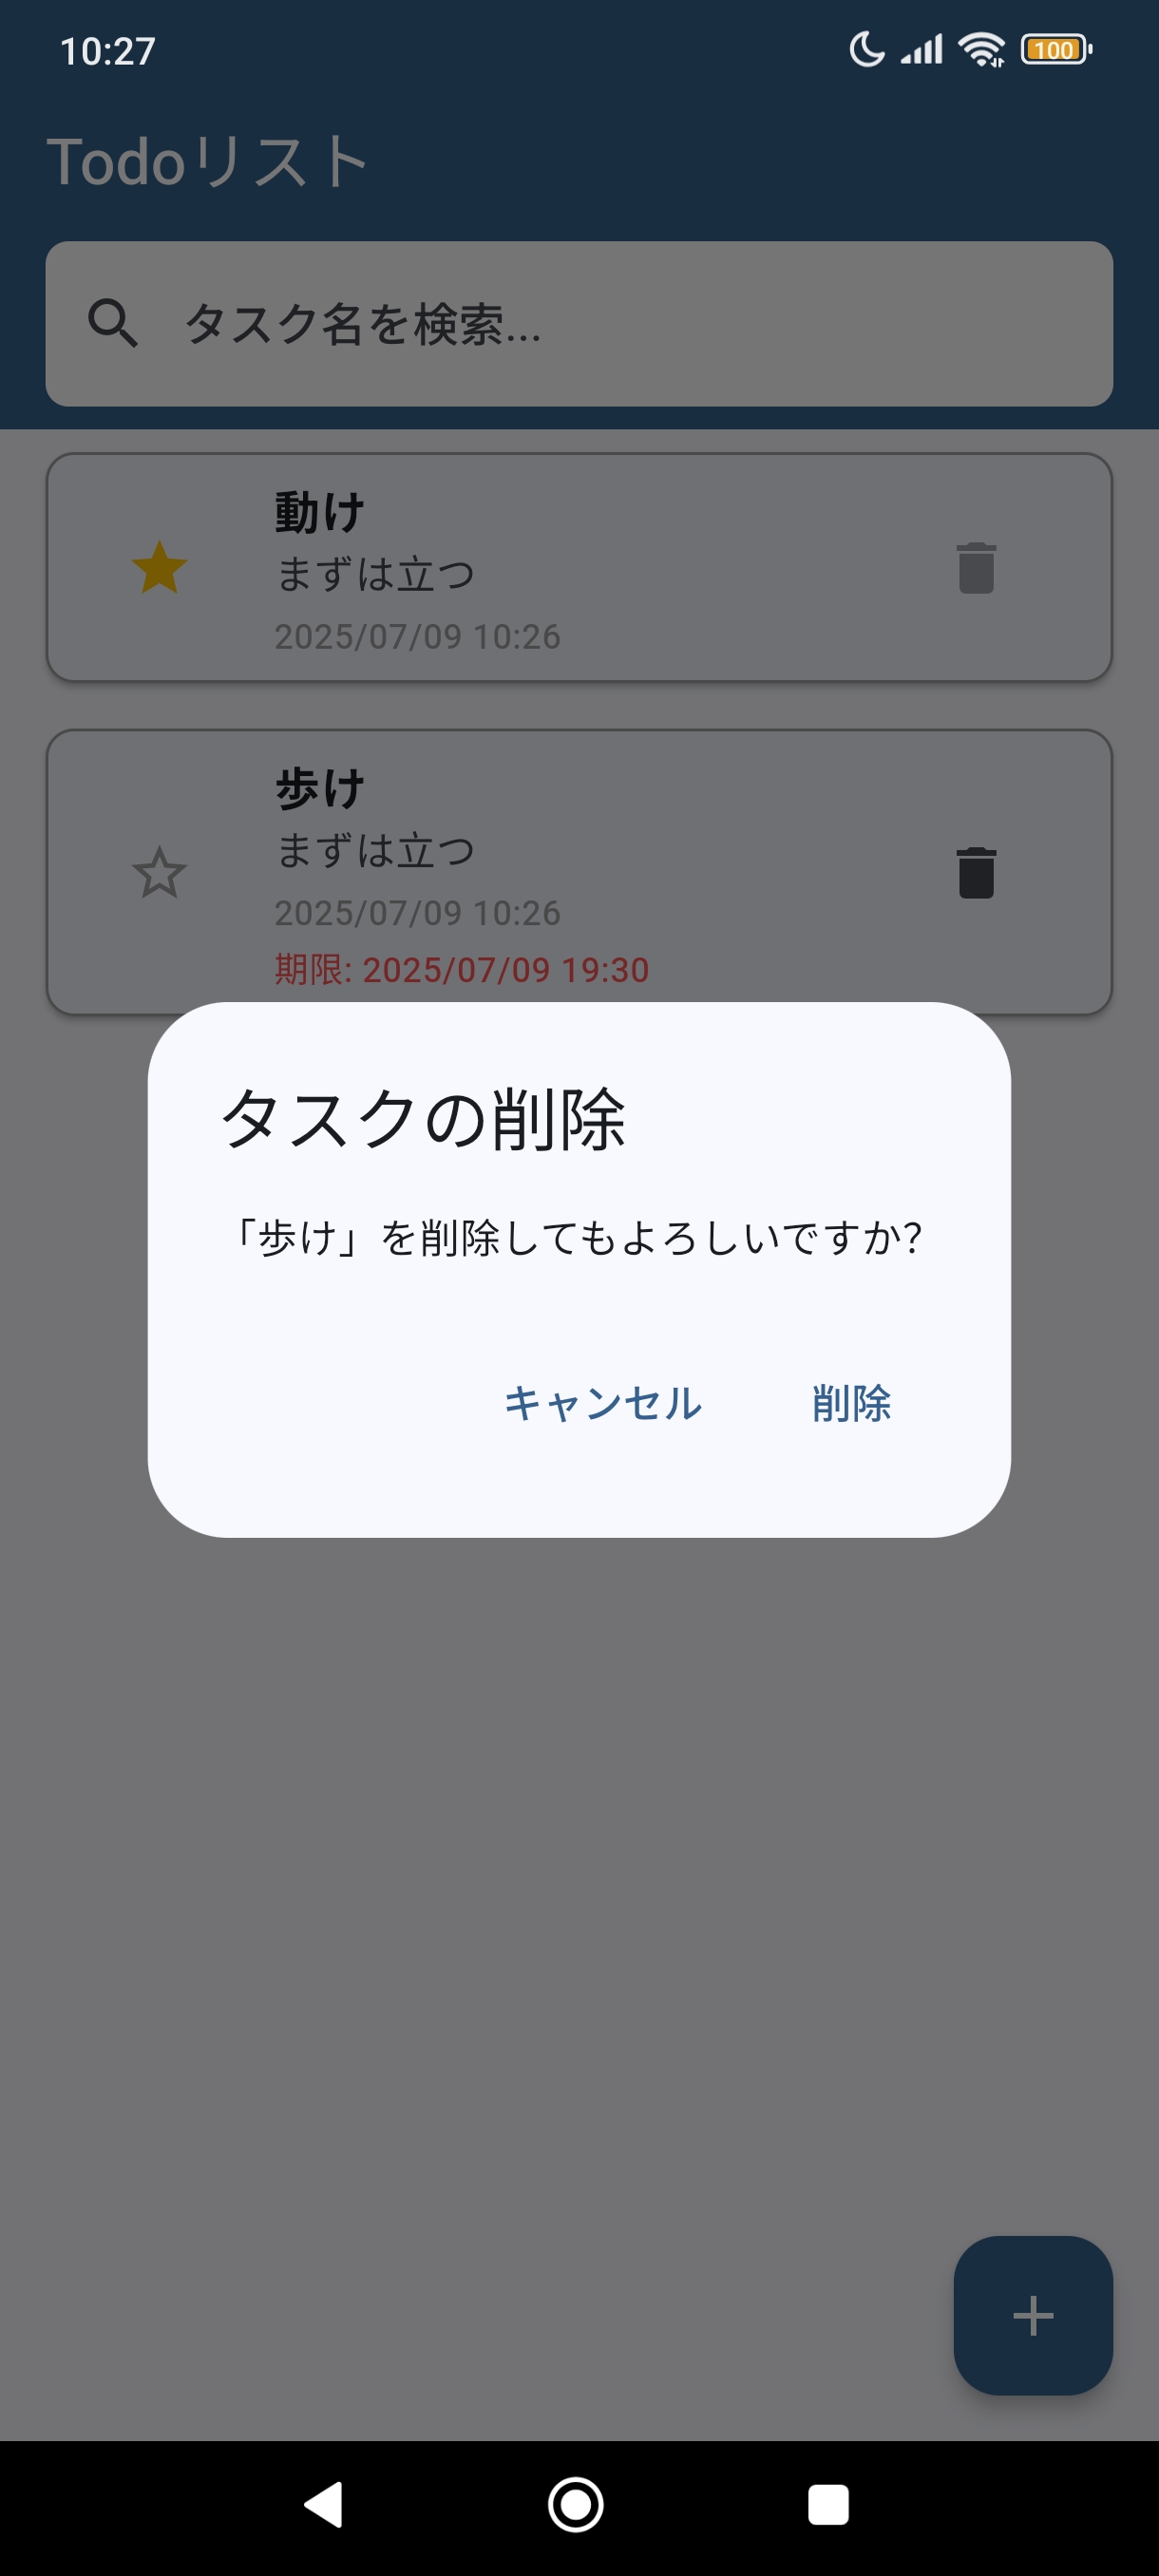 10:27
100
Todoリスト
タスク名を検索...
動け
まずは立つ
2025/07/09 10:26
歩け
まずは立つ
2025/07/09 10:26
期限: 2025/07/09 19:30
タスクの削除
「歩け」を削除してもよろしいですか?
キャンセル 削除